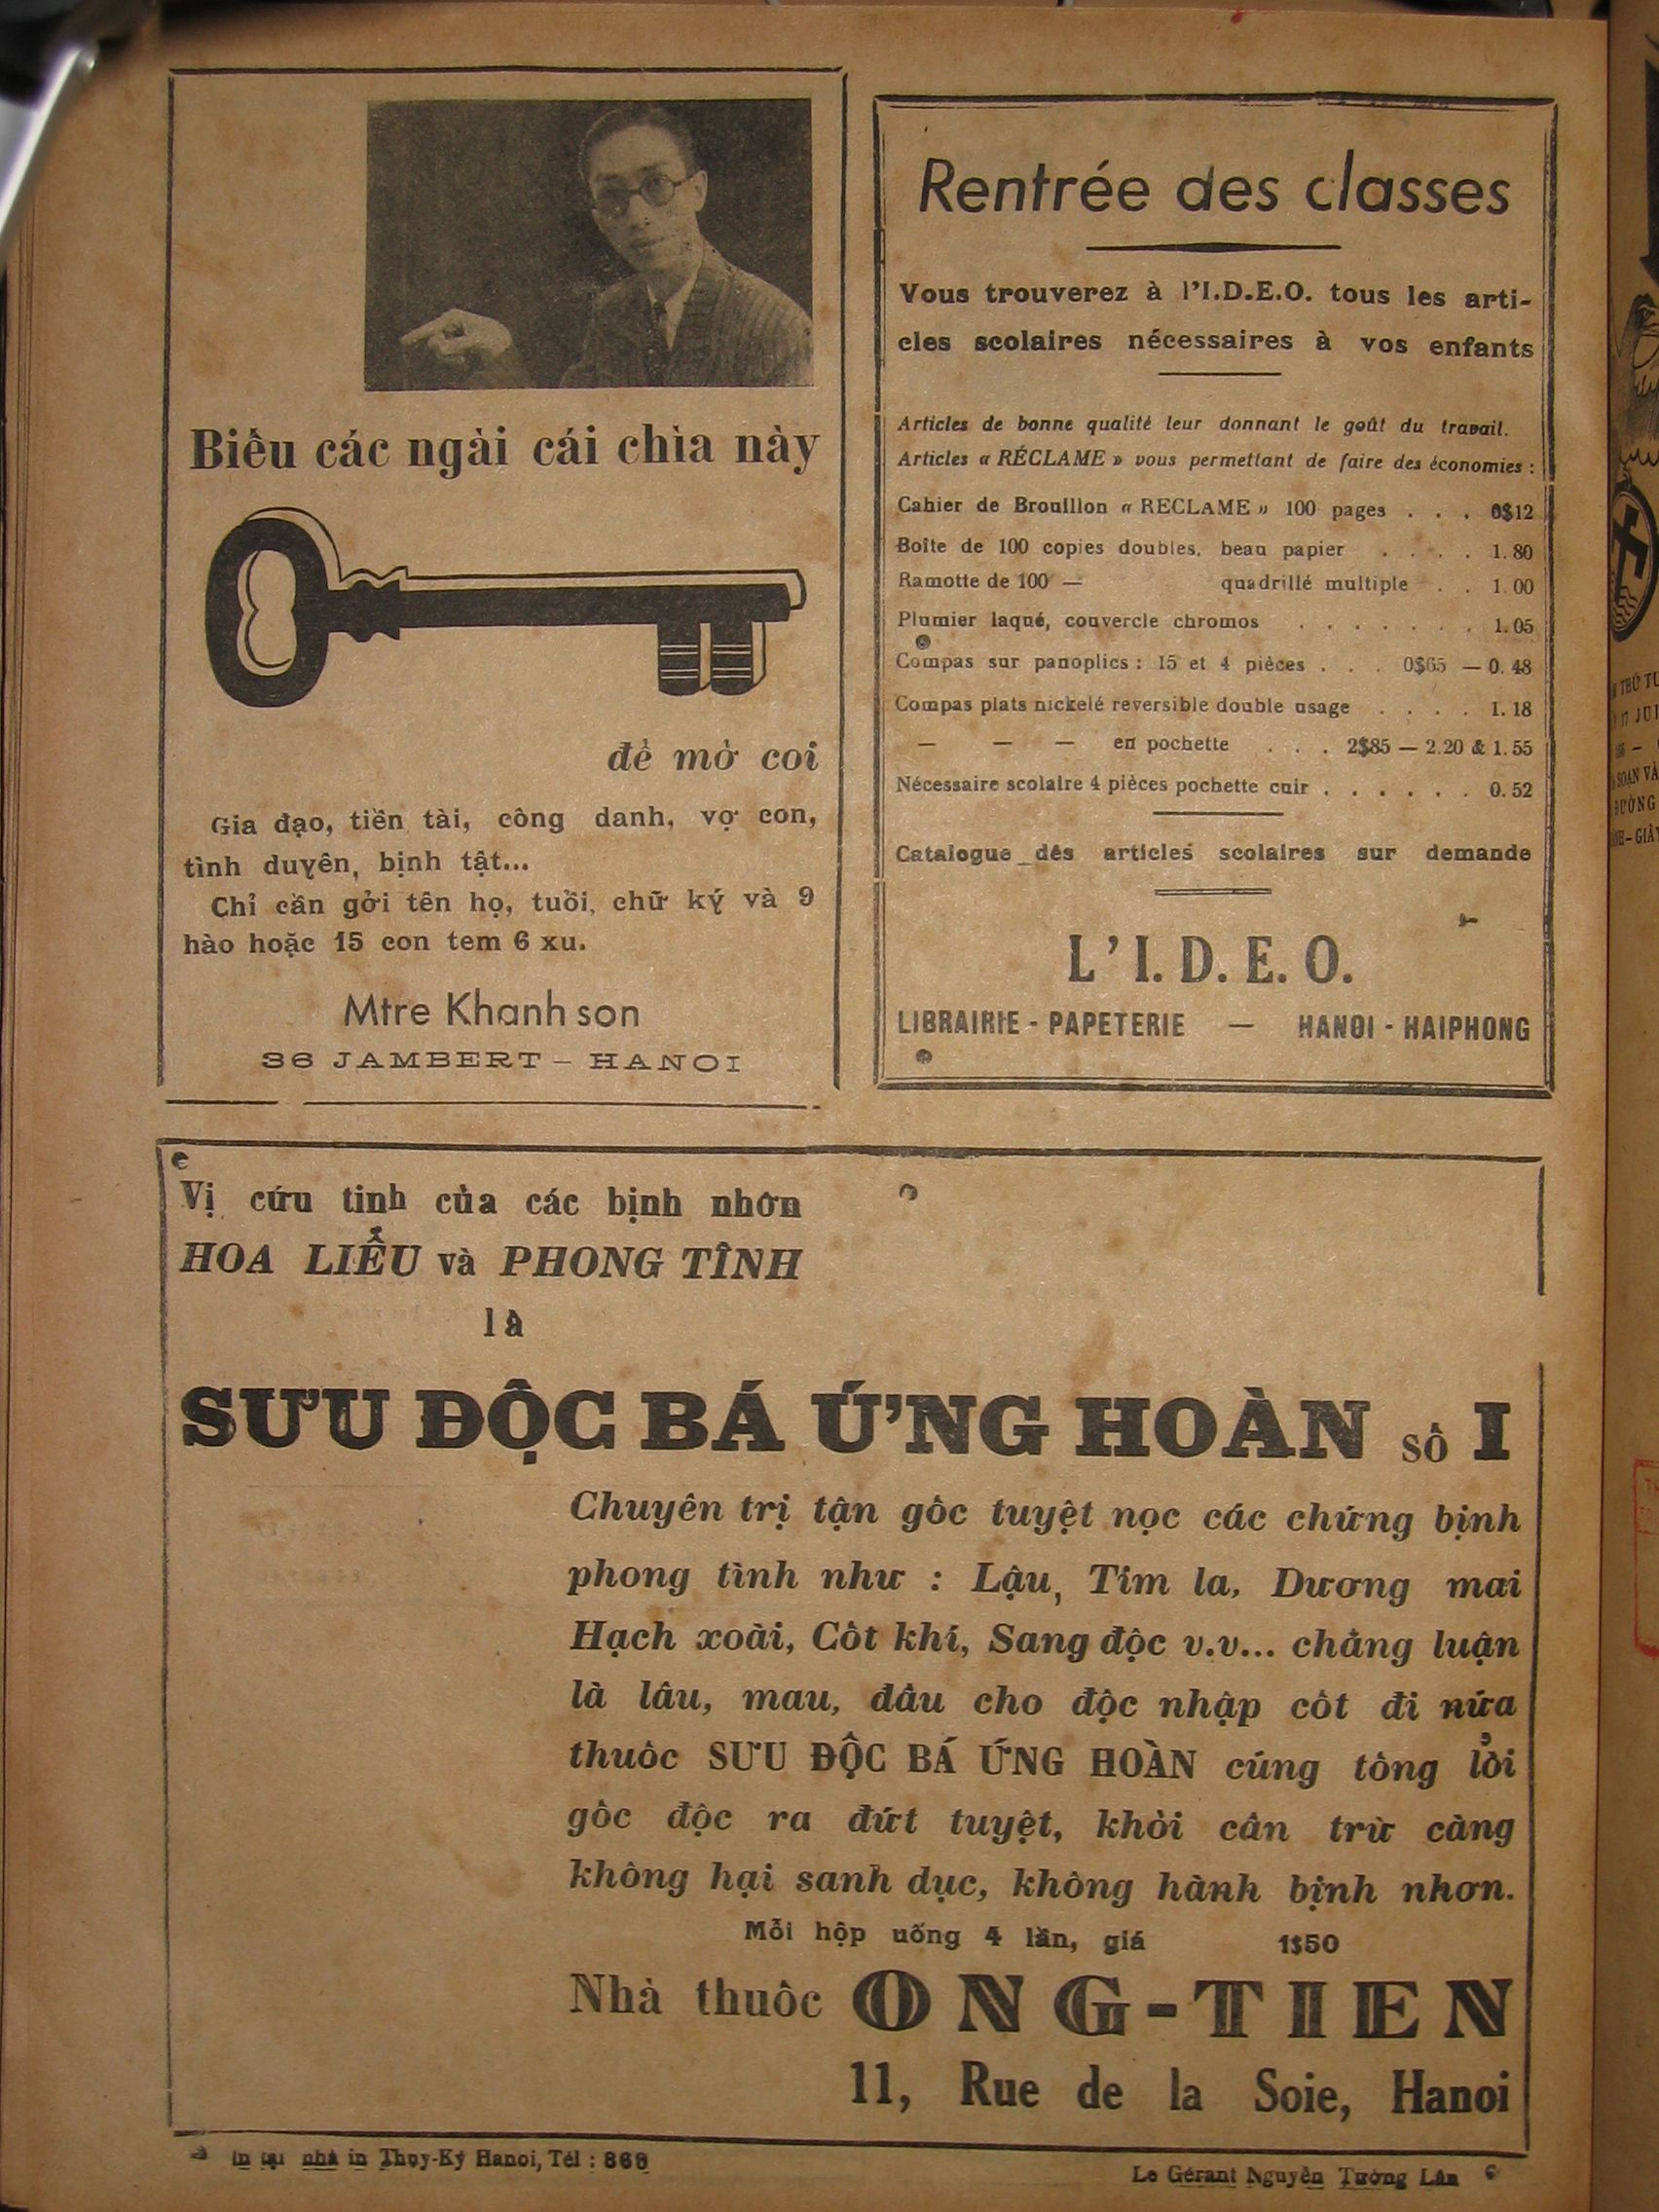 Biếu các ngài cái chìa này
để mở coi
Gia đạo, tiền tài, công danh, vợ con,
tình duyên, bịnh tật...
Chỉ cần gởi tên họ, tuổi, chữ ký và 9
hào hoặc 15 con tem 6 xu.
Mtre Khanh son
36 JAMBERT – HANOI
Rentrée des classes
Vous trouverez à l'I.D.E.O. tous les arti-
cles scolaires nécessaires à vos enfants
Articles de bonne qualité leur donnant le goût du travail.
Articles « RÉCLAME » vous permettant de faire des économies :
Cahier de Brouillon « RECLAME » 100 pages . . . 0$12
Boîte de 100 copies doubles, beau papier . . . . 1.80
Ramotte de 100 — quadrillé multiple . . 1.00
Plumier laqué, couvercle chromos . . . . . . . 1.05
Compas sur panoplics : 15 et 4 pièces . . . 0$65 — 0.48
Compas plats nickelé reversible double usage . . . . 1.18
— — — en pochette . . . 2$85 — 2.20 & 1.55
Nécessaire scolaire 4 pièces pochette cuir . . . . . . 0.52
Catalogue des articles scolaires sur demande
L'I.D.E.O.
LIBRAIRIE - PAPETERIE — HANOI - HAIPHONG
Vị cứu tinh của các bịnh nhơn
HOA LIỄU và PHONG TÌNH
là
SƯU ĐỘC BÁ ỨNG HOÀN số I
Chuyên trị tận gốc tuyệt nọc các chứng bịnh
phong tình như : Lậu, Tim la, Dương mai
Hạch xoài, Cốt khí, Sang độc v.v... chẳng luận
là lâu, mau, đầu cho độc nhập cốt đi nữa
thuốc SƯU ĐỘC BÁ ỨNG HOÀN cũng tống lỏi
gốc độc ra đứt tuyệt, khỏi cần trừ căng
không hại sanh dục, không hành bịnh nhơn.
Mỗi hộp uống 4 lần, giá 1$50
Nhà thuốc ONG-TIEN
11, Rue de la Soie, Hanoi
In tại nhà in Thụy-Ký Hanoi, Tél : 868
Le Gérant Nguyễn Tường Lân